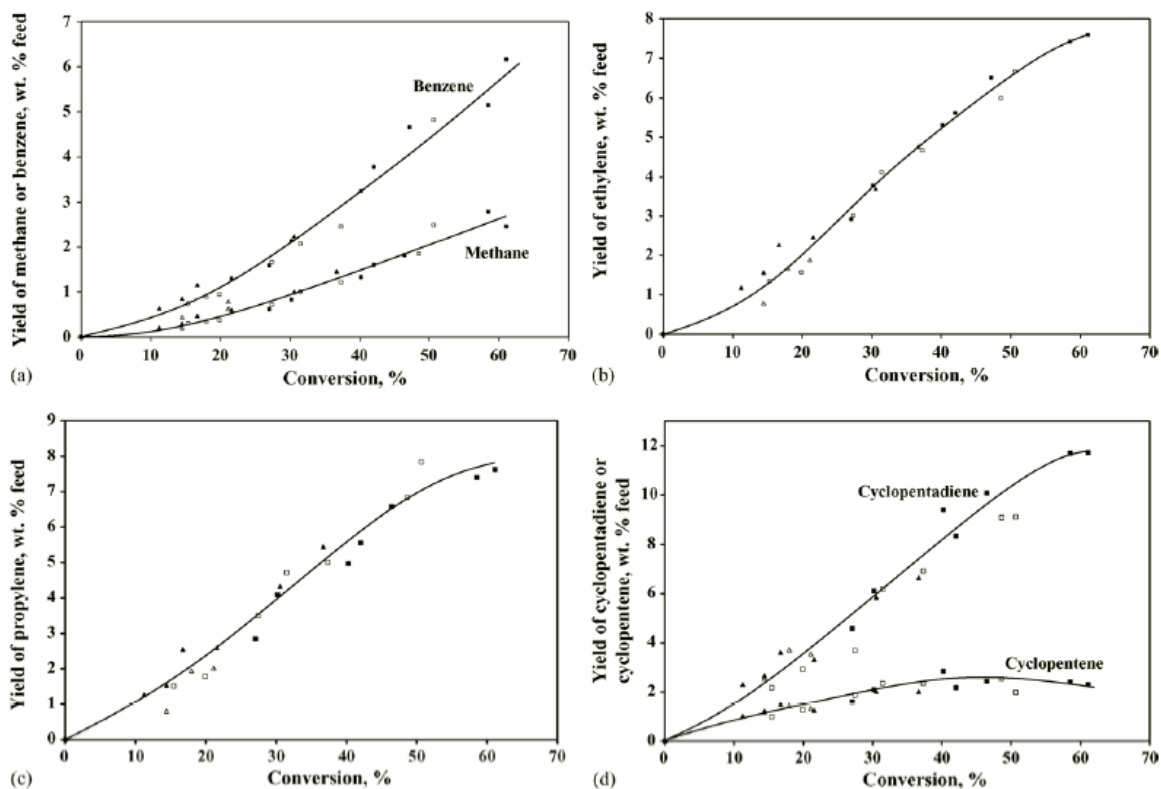 Yield of methane or benzene, wt. % feed
7
6
5
4
3
2
1
0
Benzene
Methane
0 10 20 30 40 50 60 70
Conversion, %
(a)
Yield of ethylene, wt. % feed
8
7
6
5
4
3
2
1
0
0 10 20 30 40 50 60 70
Conversion, %
(b)
Yield of propylene, wt. % feed
9
8
7
6
5
4
3
2
1
0
0 10 20 30 40 50 60 70
Conversion, %
(c)
Yield of cyclopentadiene or
cyclopentene, wt. % feed
12
10
8
6
4
2
0
Cyclopentadiene
Cyclopentene
0 10 20 30 40 50 60 70
Conversion, %
(d)